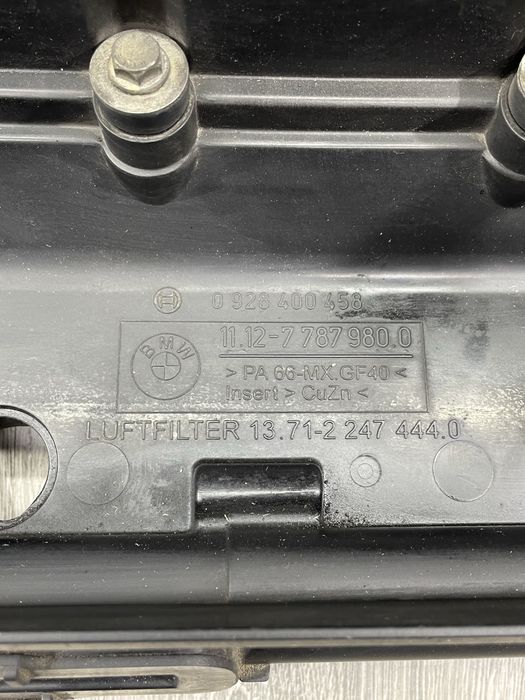 0 928 400 458
BMW
11.12-7 787 980.0
> PA 66-MX.GF40 <
Insert > CuZn <
LUFTFILTER 13.71-2 247 444.0